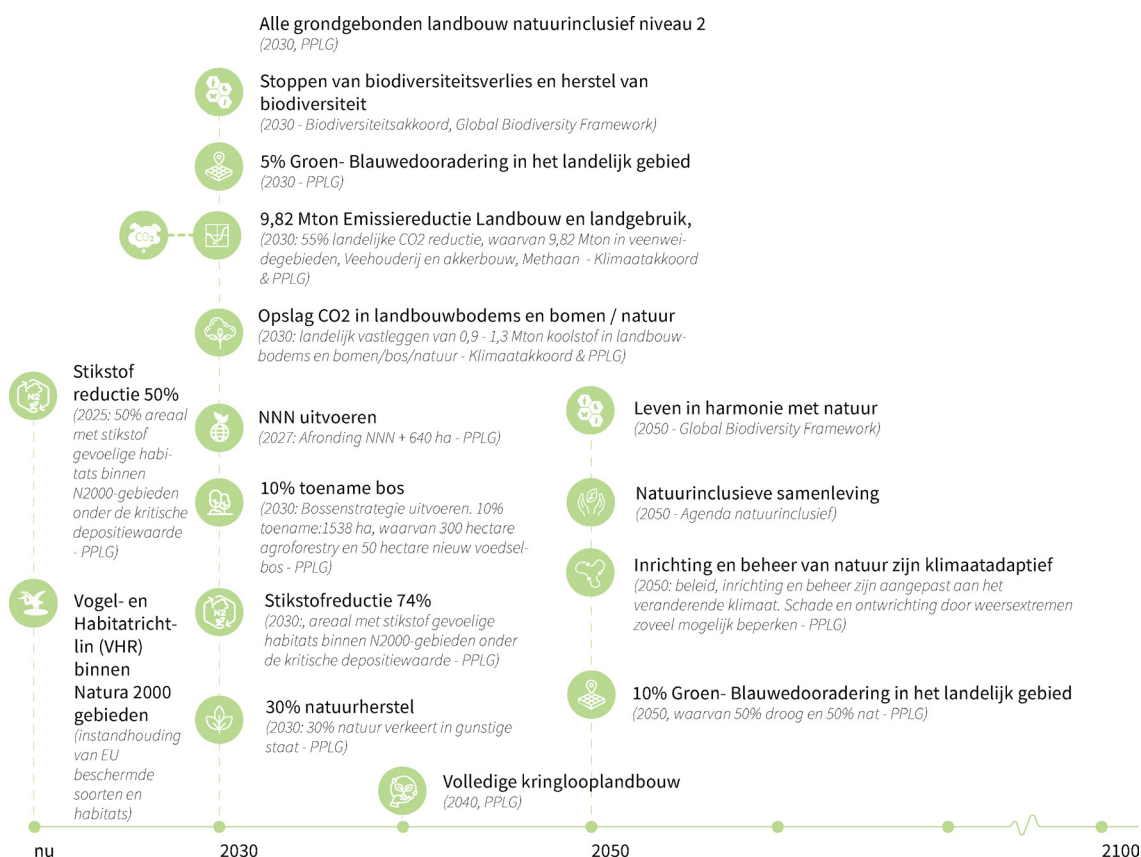 Alle grondgebonden landbouw natuurinclusief niveau 2
(2030, PPLG)
Stoppen van biodiversiteitsverlies en herstel van
biodiversiteit
(2030 - Biodiversiteitsakkoord, Global Biodiversity Framework)
5% Groen- Blauwedooradering in het landelijk gebied
(2030 - PPLG)
CO2
9,82 Mton Emissiereductie Landbouw en landgebruik,
(2030: 55% landelijke CO2 reductie, waarvan 9,82 Mton in veenwei-
degebieden, Veehouderij en akkerbouw, Methaan - Klimaatakkoord
& PPLG)
Opslag CO2 in landbouwbodems en bomen / natuur
(2030: landelijk vastleggen van 0,9 - 1,3 Mton koolstof in landbouw-
bodems en bomen/bos/natuur - Klimaatakkoord & PPLG)
N2
Stikstof
reductie 50%
(2025: 50% areaal
met stikstof
gevoelige habi-
tats binnen
N2000-gebieden
onder de kritische
depositiewaarde
- PPLG)
Vogel- en
Habitatricht-
lin (VHR)
binnen
Natura 2000
gebieden
(instandhouding
van EU
beschermde
soorten en
habitats)
NNN uitvoeren
(2027: Afronding NNN + 640 ha - PPLG)
10% toename bos
(2030: Bossenstrategie uitvoeren. 10%
toename:1538 ha, waarvan 300 hectare
agroforestry en 50 hectare nieuw voedsel-
bos - PPLG)
N2
Stikstofreductie 74%
(2030:, areaal met stikstof gevoelige
habitats binnen N2000-gebieden onder
de kritische depositiewaarde - PPLG)
30% natuurherstel
(2030: 30% natuur verkeert in gunstige
staat - PPLG)
Volledige kringlooplandbouw
(2040, PPLG)
Leven in harmonie met natuur
(2050 - Global Biodiversity Framework)
Natuurinclusieve samenleving
(2050 - Agenda natuurinclusief)
Inrichting en beheer van natuur zijn klimaatadaptief
(2050: beleid, inrichting en beheer zijn aangepast aan het
veranderende klimaat. Schade en ontwrichting door weersextremen
zoveel mogelijk beperken - PPLG)
10% Groen- Blauwedooradering in het landelijk gebied
(2050, waarvan 50% droog en 50% nat - PPLG)
nu
2030
2050
2100